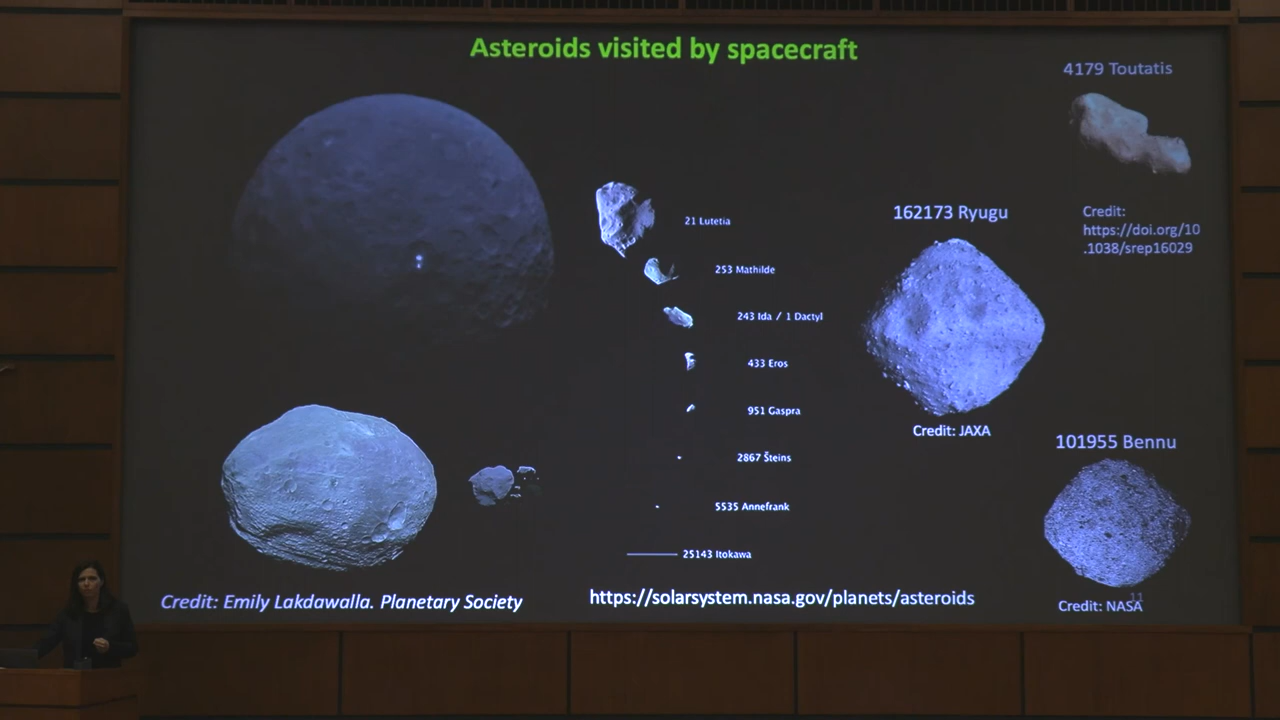 Asteroids visited by spacecraft
4179 Toutatis
Credit:
https://doi.org/10
.1038/srep16029
21 Lutetia
253 Mathilde
243 Ida / 1 Dactyl
433 Eros
951 Gaspra
2867 Šteins
5535 Annefrank
25143 Itokawa
162173 Ryugu
Credit: JAXA
101955 Bennu
Credit: NASA
11
Credit: Emily Lakdawalla. Planetary Society
https://solarsystem.nasa.gov/planets/asteroids